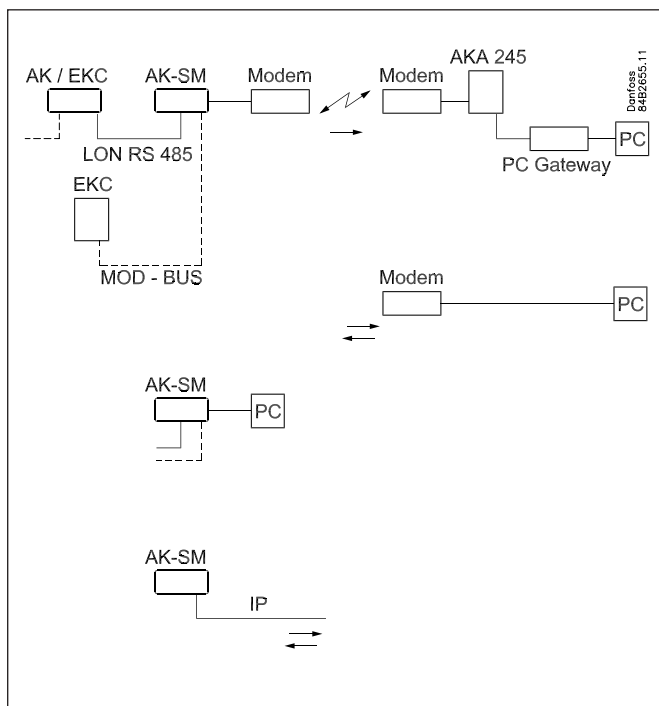 AK / EKC
AK-SM
Modem
Modem
AKA 245
Danfoss
84B2655.11
PC
LON RS 485
PC Gateway
EKC
MOD - BUS
Modem
PC
AK-SM
PC
AK-SM
IP